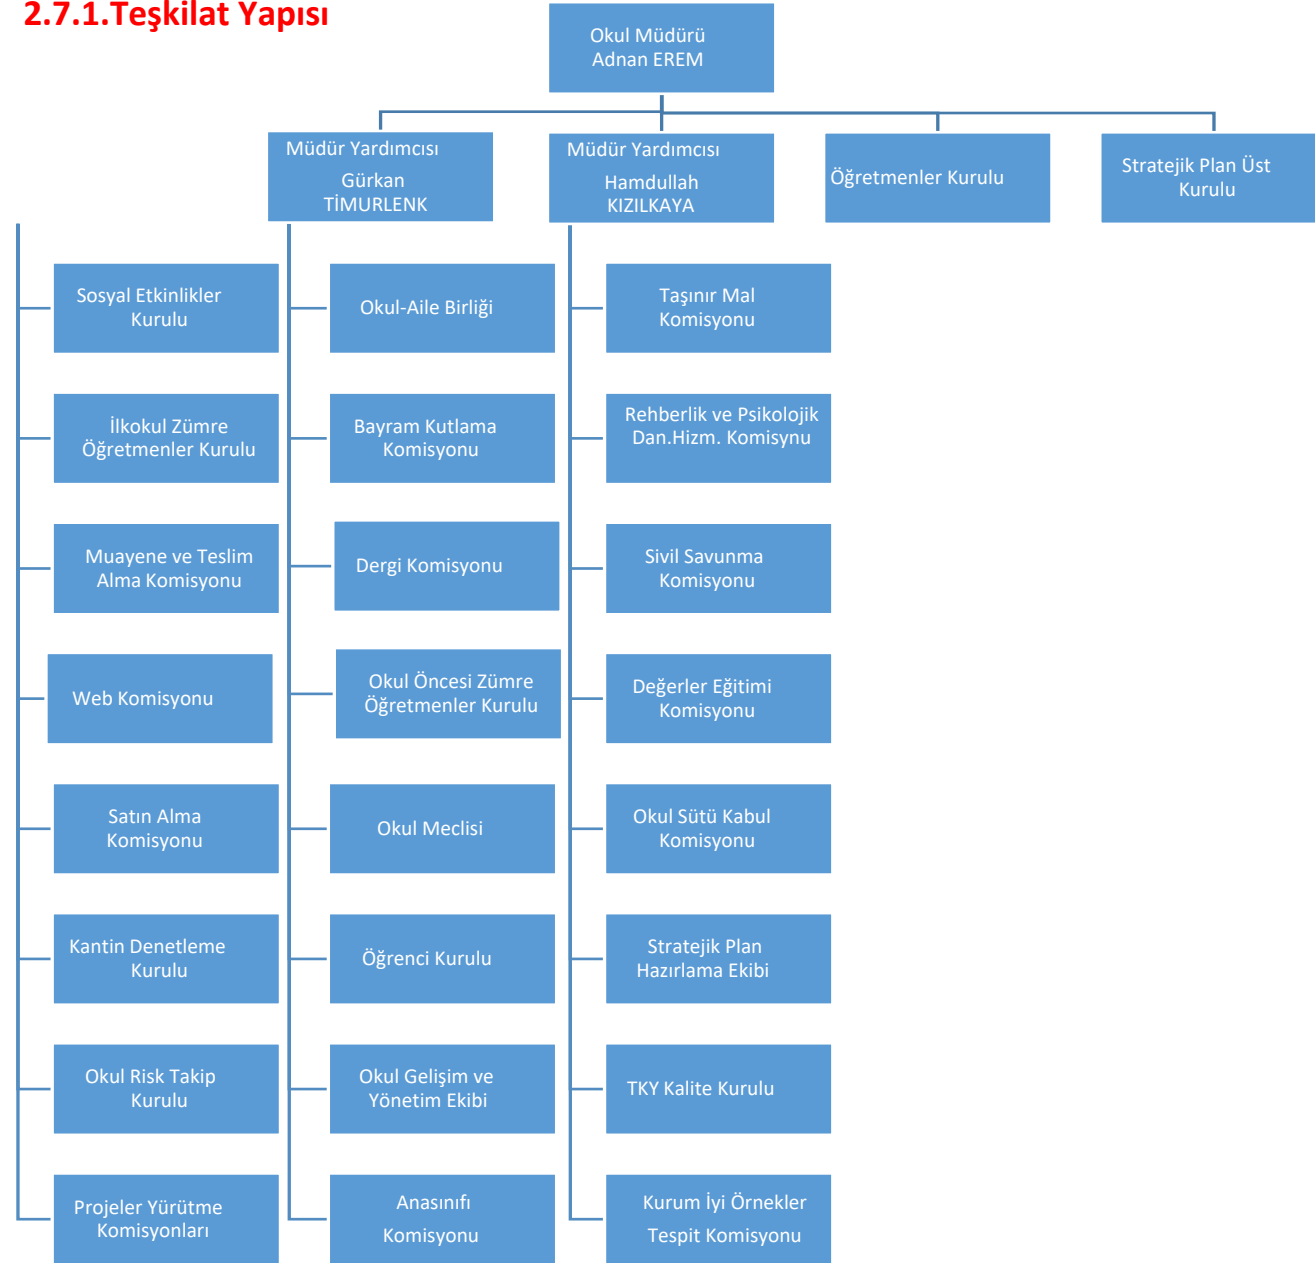 2.7.1.Teşkilat Yapısı
Okul Müdürü
Adnan EREM
Müdür Yardımcısı
Gürkan
TİMURLENK
Müdür Yardımcısı
Hamdullah
KIZILKAYA
Öğretmenler Kurulu
Stratejik Plan Üst
Kurulu
Sosyal Etkinlikler
Kurulu
Okul-Aile Birliği
Taşınır Mal
Komisyonu
İlkokul Zümre
Öğretmenler Kurulu
Bayram Kutlama
Komisyonu
Rehberlik ve Psikolojik
Dan.Hizm. Komisynu
Muayene ve Teslim
Alma Komisyonu
Dergi Komisyonu
Sivil Savunma
Komisyonu
Web Komisyonu
Okul Öncesi Zümre
Öğretmenler Kurulu
Değerler Eğitimi
Komisyonu
Satın Alma
Komisyonu
Okul Meclisi
Okul Sütü Kabul
Komisyonu
Kantin Denetleme
Kurulu
Öğrenci Kurulu
Stratejik Plan
Hazırlama Ekibi
Okul Risk Takip
Kurulu
Okul Gelişim ve
Yönetim Ekibi
TKY Kalite Kurulu
Projeler Yürütme
Komisyonları
Anasınıfı
Komisyonu
Kurum İyi Örnekler
Tespit Komisyonu